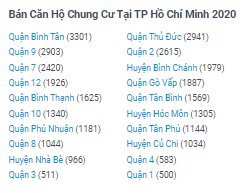 Bán Căn Hộ Chung Cư Tại TP Hồ Chí Minh 2020
Quận Bình Tân (3301)
Quận Thủ Đức (2941)
Quận 9 (2903)
Quận 2 (2615)
Quận 7 (2420)
Huyện Bình Chánh (1979)
Quận 12 (1926)
Quận Gò Vấp (1887)
Quận Bình Thạnh (1625)
Quận Tân Bình (1569)
Quận 10 (1340)
Huyện Hóc Môn (1305)
Quận Phú Nhuận (1181)
Quận Tân Phú (1144)
Quận 8 (1044)
Huyện Củ Chi (1034)
Huyện Nhà Bè (966)
Quận 4 (583)
Quận 3 (511)
Quận 1 (500)